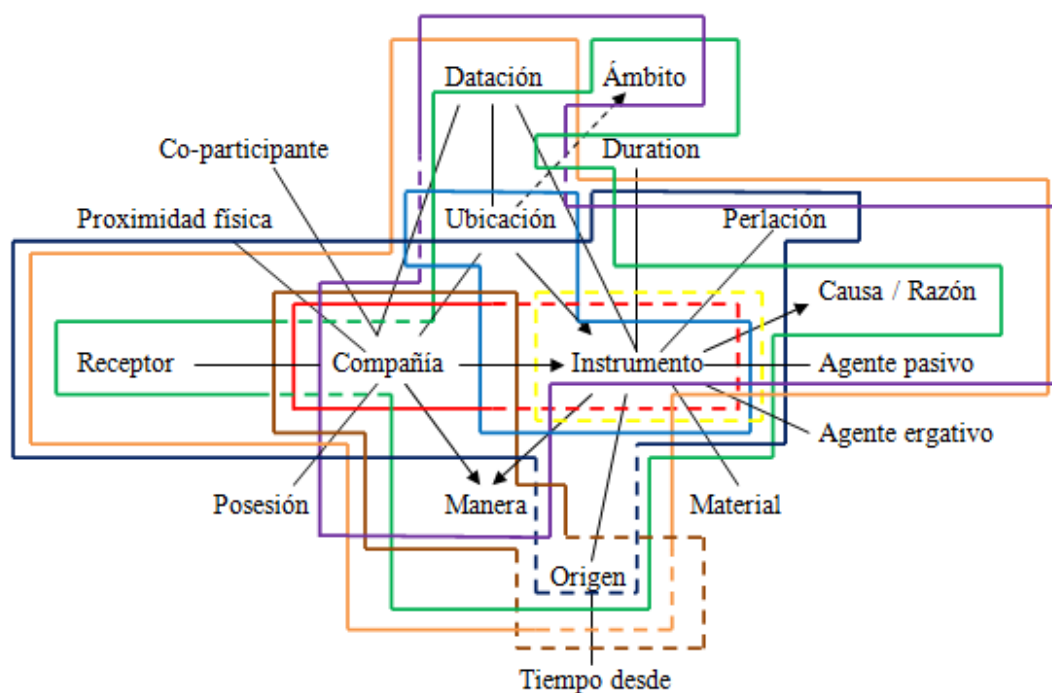 Datación
Ámbito
Co-participante
Duration
Proximidad física
Ubicación
Perlación
Causa / Razón
Receptor
Compañía
Instrumento
Agente pasivo
Agente ergativo
Posesión
Manera
Material
Origen
Tiempo desde